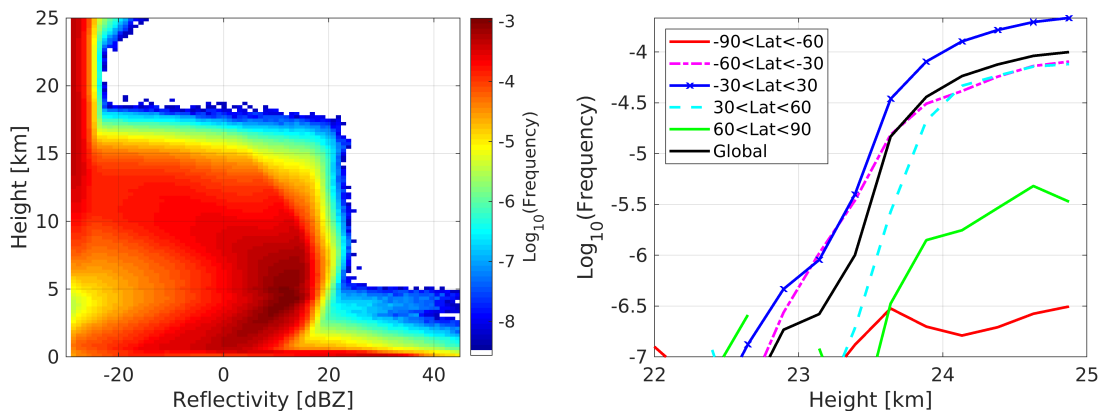 25
20
15
10
5
0
Height [km]
-20
0
20
40
Reflectivity [dBZ]
-3
-4
-5
-6
-7
-8
Log10(Frequency)
-4
-4.5
-5
-5.5
-6
-6.5
-7
Log10(Frequency)
-90<Lat<-60
-60<Lat<-30
-30<Lat<30
30<Lat<60
60<Lat<90
Global
22
23
24
25
Height [km]